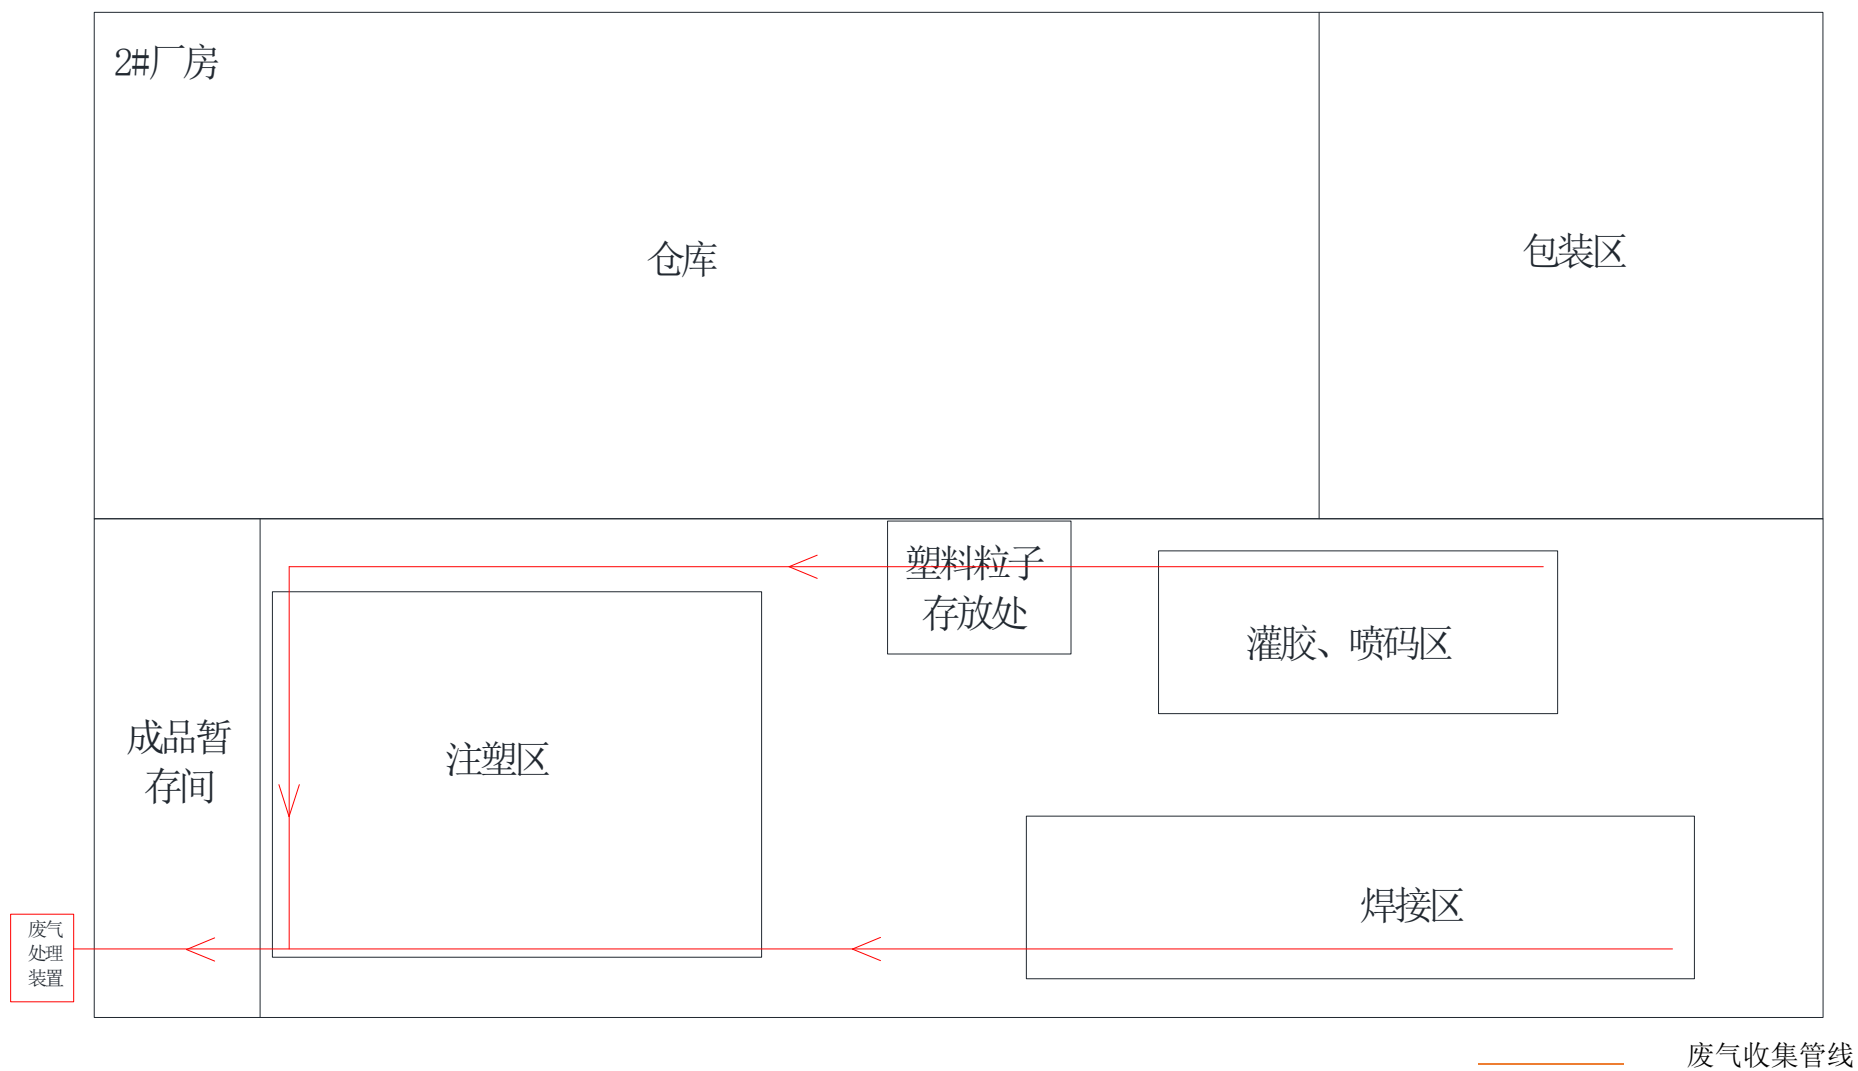 2#厂房
仓库
包装区
塑料粒子
存放处
灌胶、喷码区
成品暂
存间
注塑区
焊接区
废气
处理
装置
废气收集管线